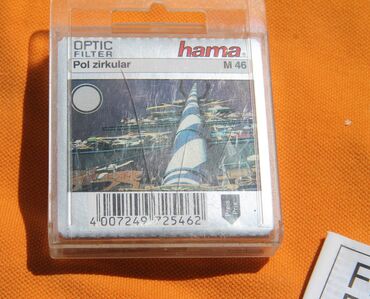 OPTIC
FILTER
hama
Pol zirkular
M 46
4 007249 725462
F